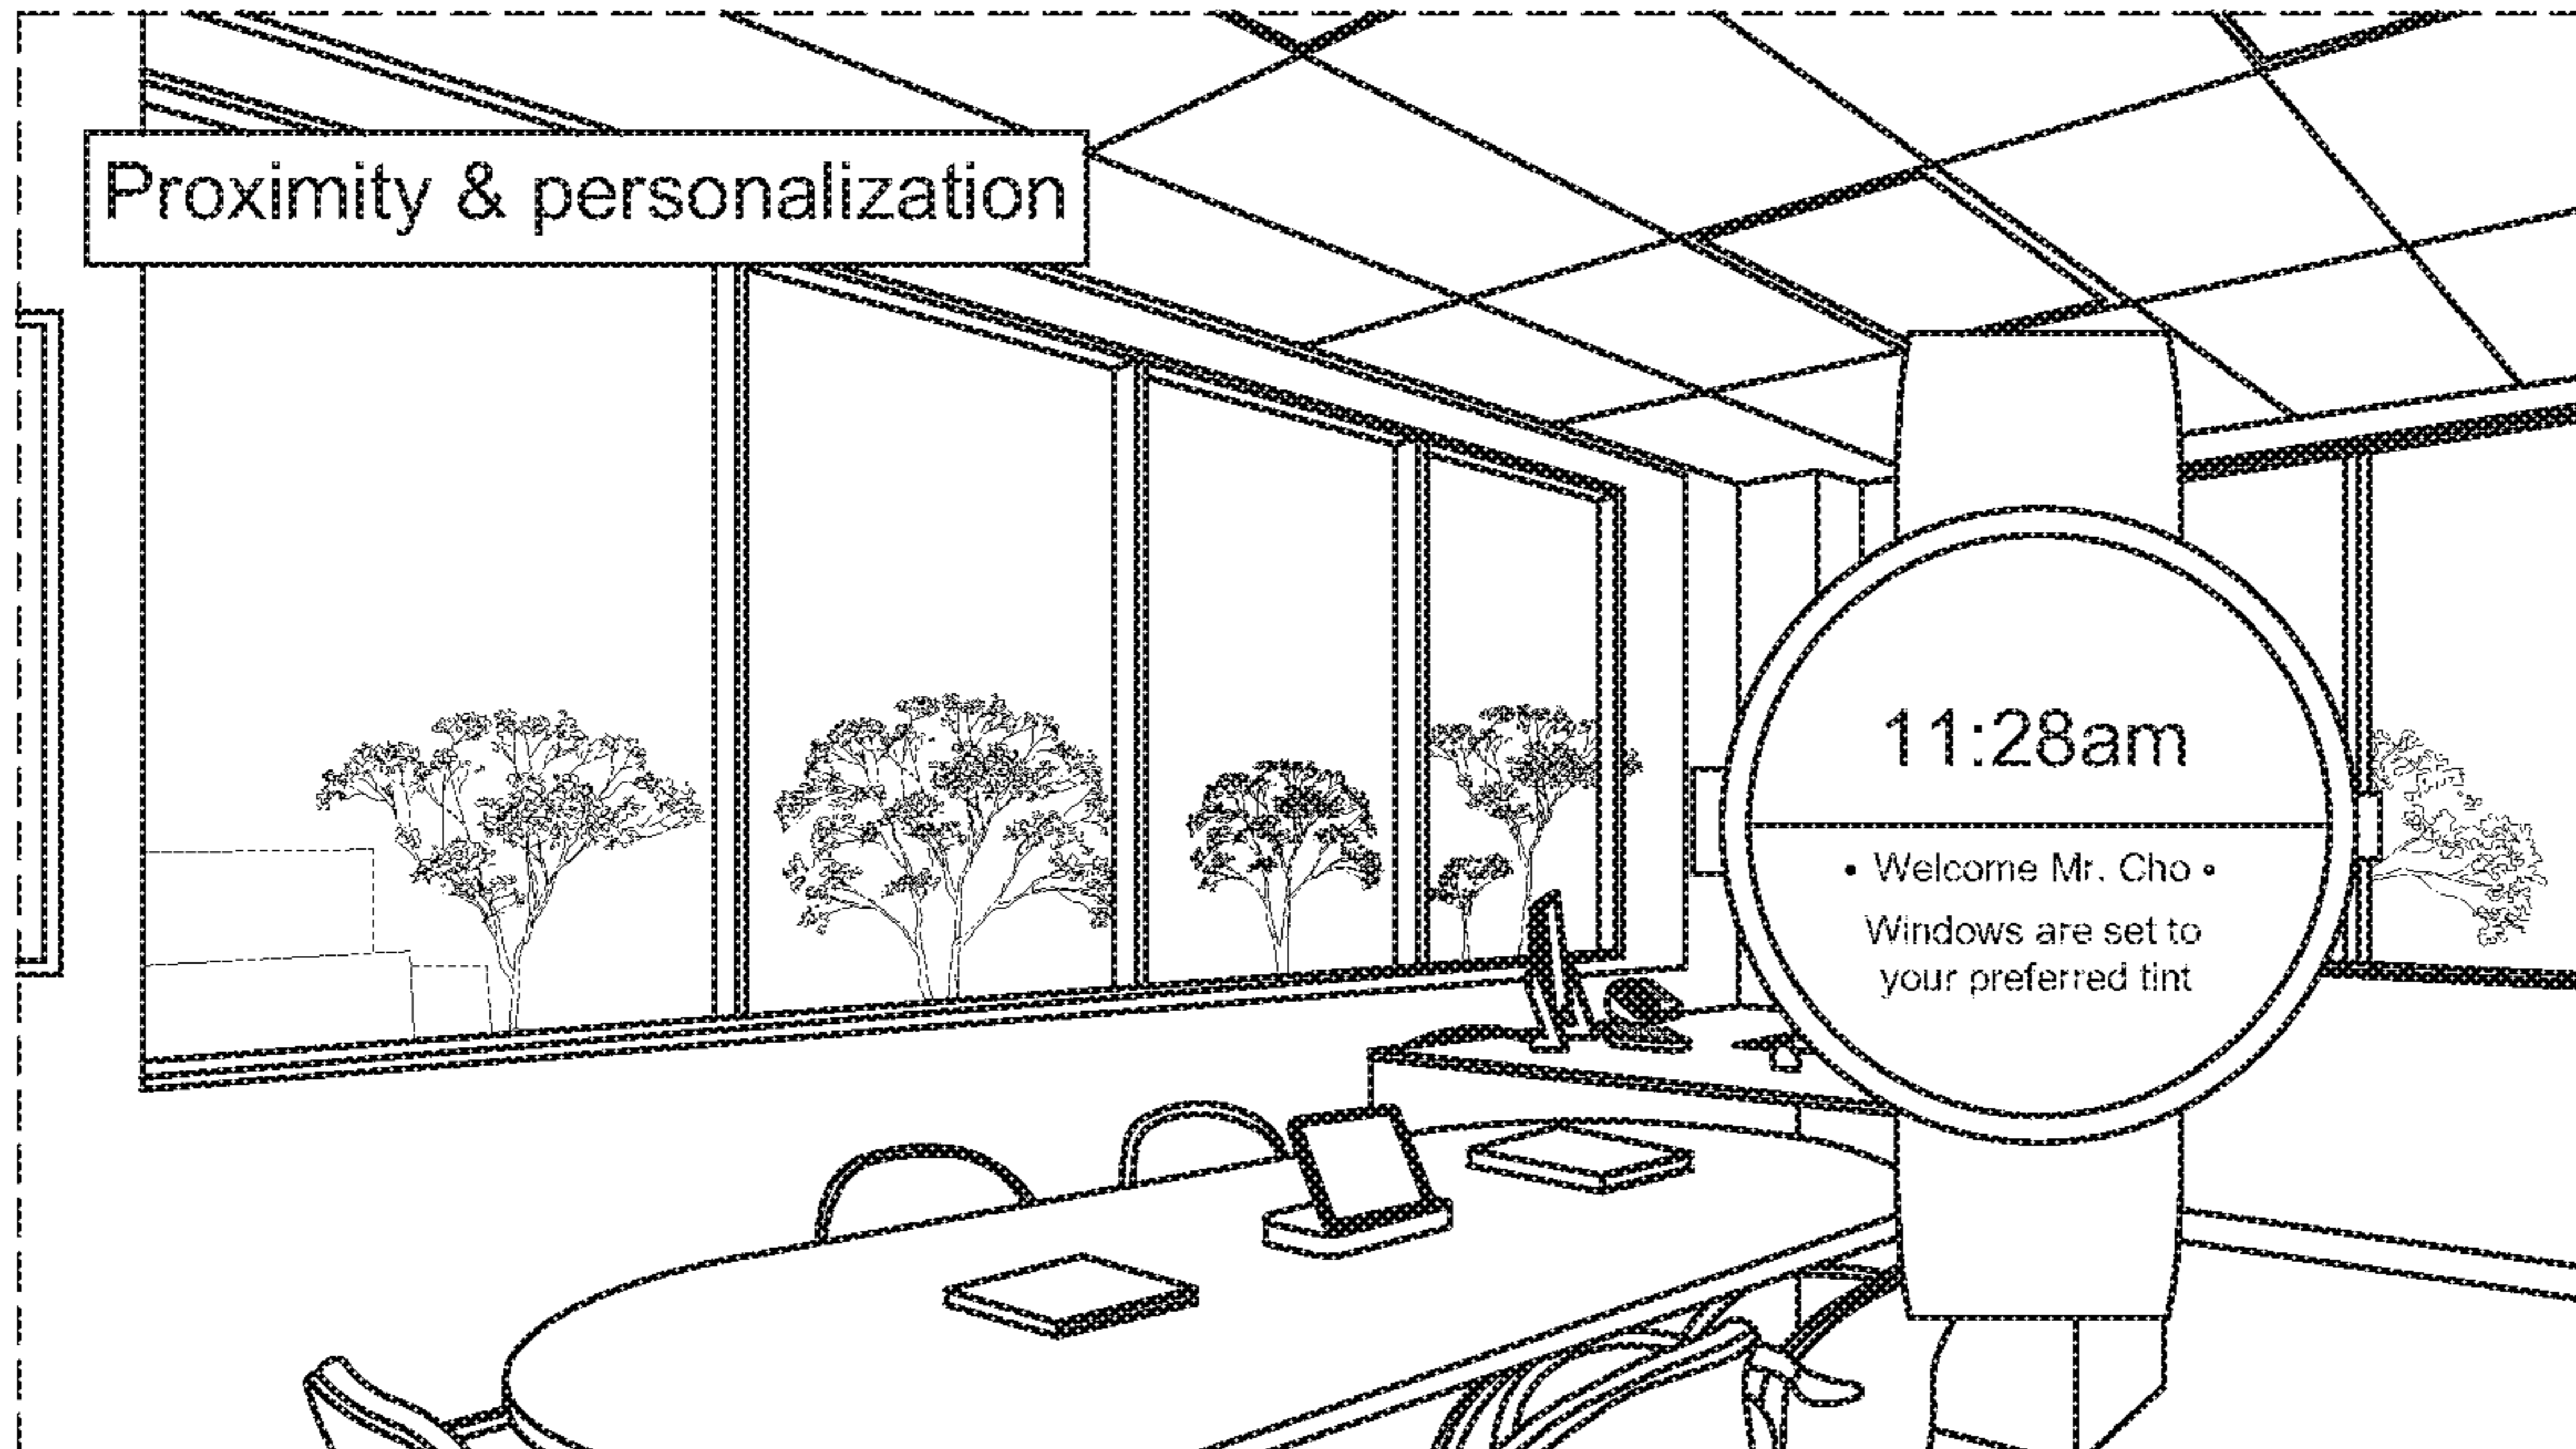 Proximity & personalization
11:28am
• Welcome Mr. Cho •
Windows are set to
your preferred tint